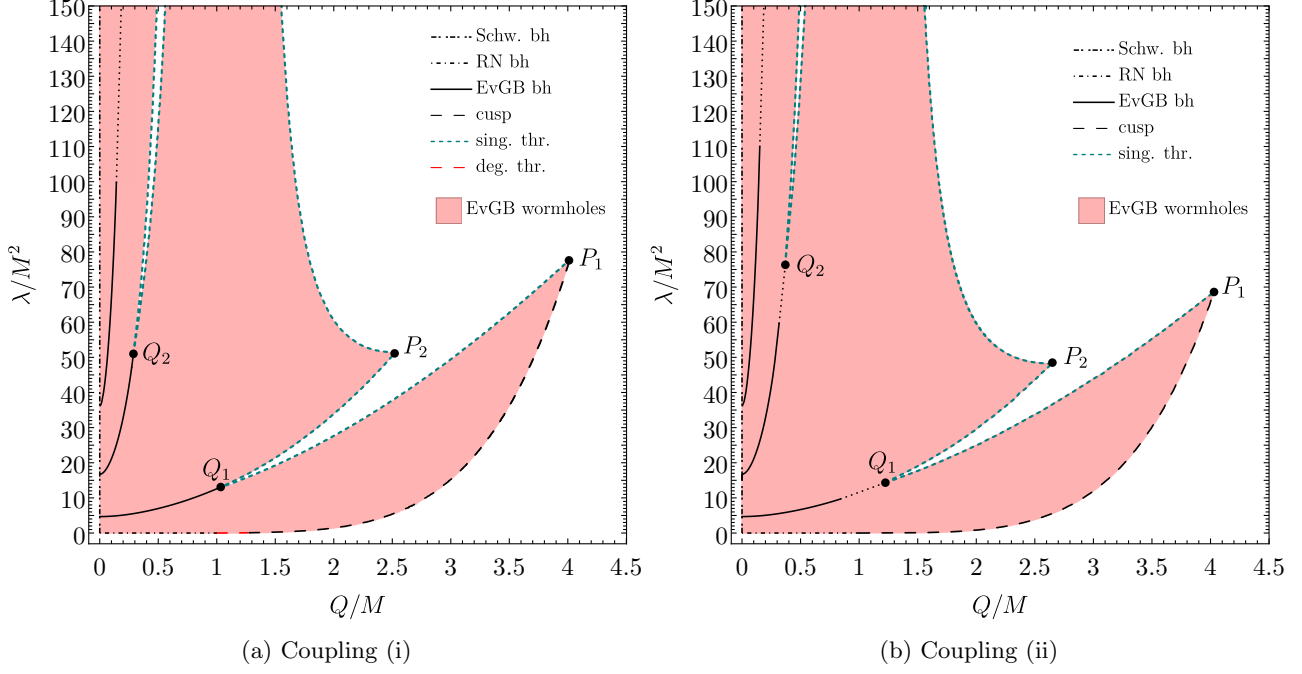 150
140
130
120
110
100
90
80
70
60
50
40
30
20
10
0
λ/M²
0
0.5
1
1.5
2
2.5
3
3.5
4
4.5
Q/M
Schw. bh
RN bh
EvGB bh
cusp
sing. thr.
deg. thr.
EvGB wormholes
P₁
P₂
Q₂
Q₁
(a) Coupling (i)
150
140
130
120
110
100
90
80
70
60
50
40
30
20
10
0
λ/M²
0
0.5
1
1.5
2
2.5
3
3.5
4
4.5
Q/M
Schw. bh
RN bh
EvGB bh
cusp
sing. thr.
EvGB wormholes
Q₂
P₁
P₂
Q₁
(b) Coupling (ii)